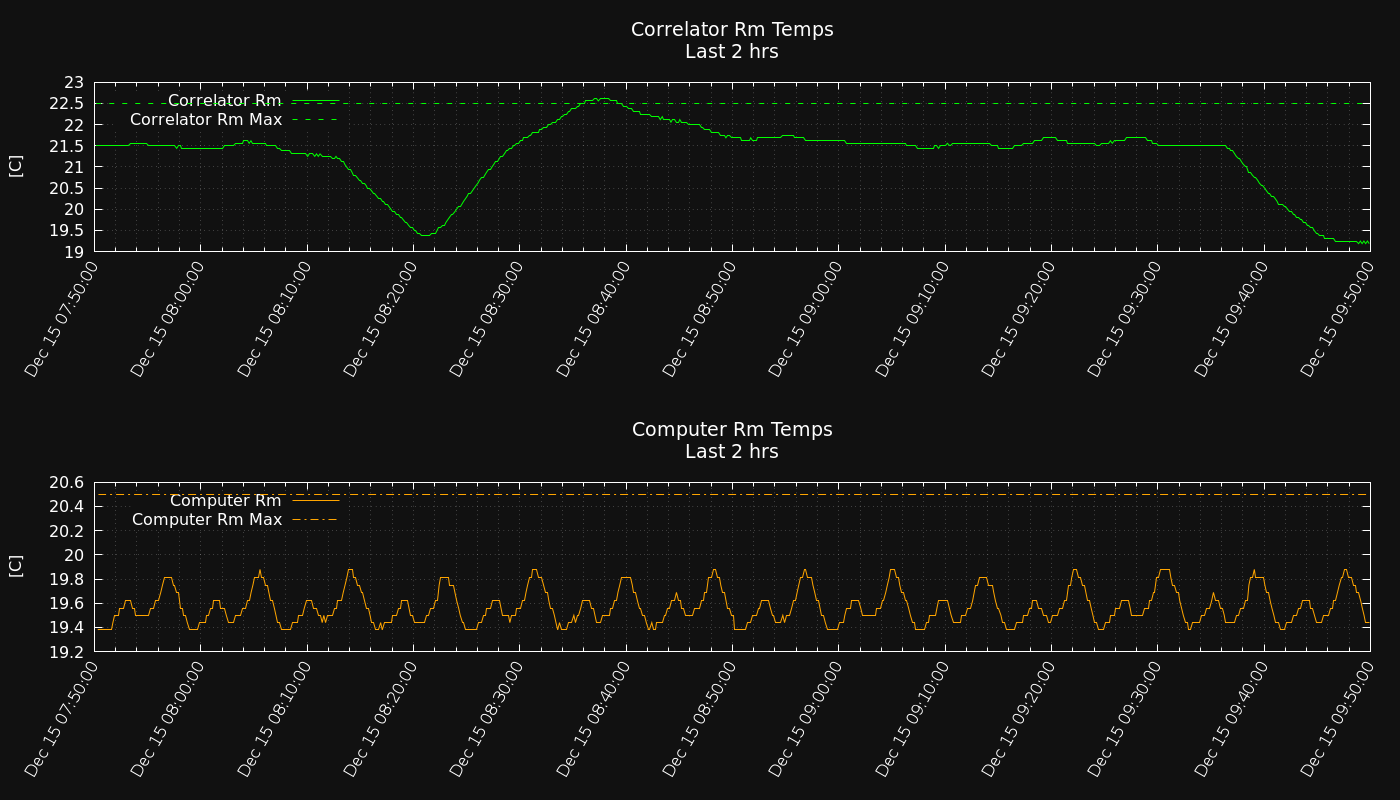 Correlator Rm Temps
Last 2 hrs
23
22.5
22
21.5
21
20.5
20
19.5
19
[C]
Correlator Rm
Correlator Rm Max
Dec 15 07:50:00
Dec 15 08:00:00
Dec 15 08:10:00
Dec 15 08:20:00
Dec 15 08:30:00
Dec 15 08:40:00
Dec 15 08:50:00
Dec 15 09:00:00
Dec 15 09:10:00
Dec 15 09:20:00
Dec 15 09:30:00
Dec 15 09:40:00
Dec 15 09:50:00
Computer Rm Temps
Last 2 hrs
20.6
20.4
20.2
20
19.8
19.6
19.4
19.2
[C]
Computer Rm
Computer Rm Max
Dec 15 07:50:00
Dec 15 08:00:00
Dec 15 08:10:00
Dec 15 08:20:00
Dec 15 08:30:00
Dec 15 08:40:00
Dec 15 08:50:00
Dec 15 09:00:00
Dec 15 09:10:00
Dec 15 09:20:00
Dec 15 09:30:00
Dec 15 09:40:00
Dec 15 09:50:00